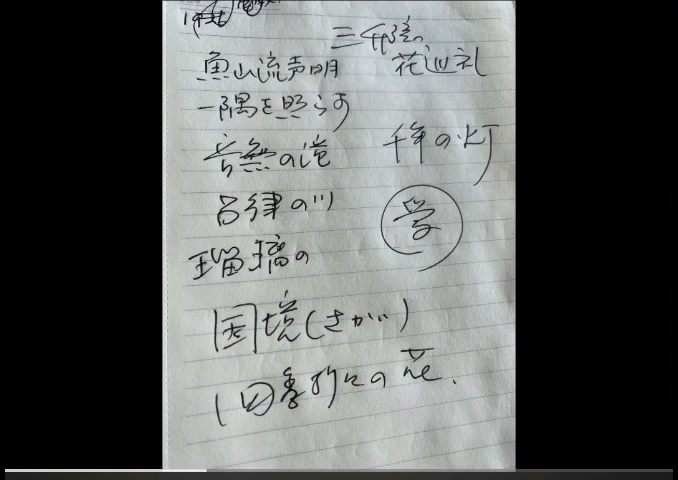 三千院の
花巡礼
魚山流声明
一隅を照らす
千年の灯
音無の滝
呂律の川
学
瑠璃の
国境(さかい)
四季折々の花